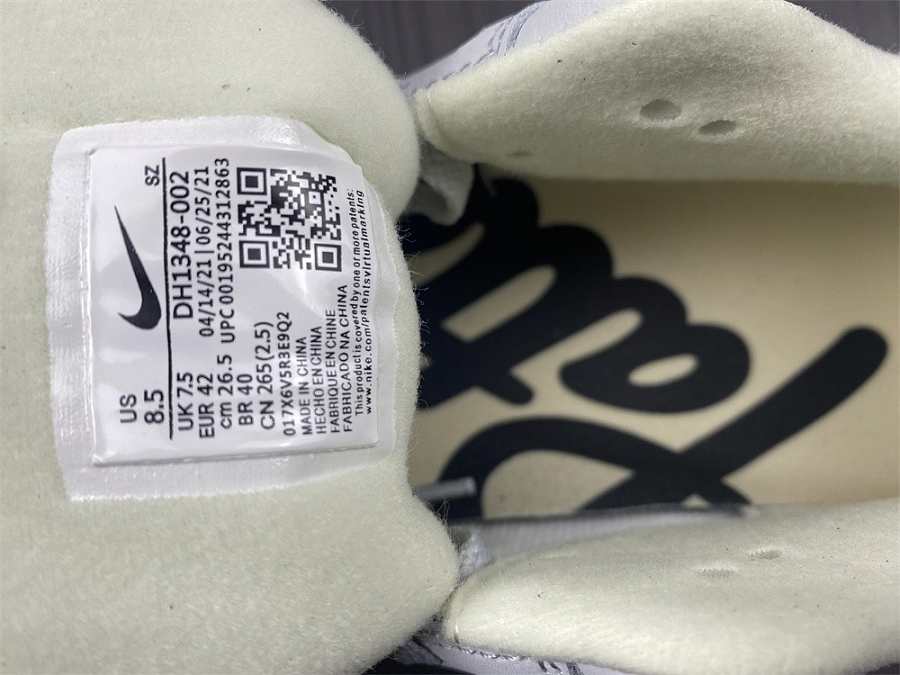 US
8.5
SZ
UK 7.5
EUR 42
cm 26.5
BR 40
CN 265(2.5)
DH1348-002
04/14/21 | 06/25/21
UPC 00195244312863
017X6V5R3E9Q2
MADE IN CHINA
HECHO EN CHINA
FABRIQUE EN CHINE
FABRICADO NA CHINA
This product is covered by one or more patents:
www.nike.com/patentsvirtualmarking